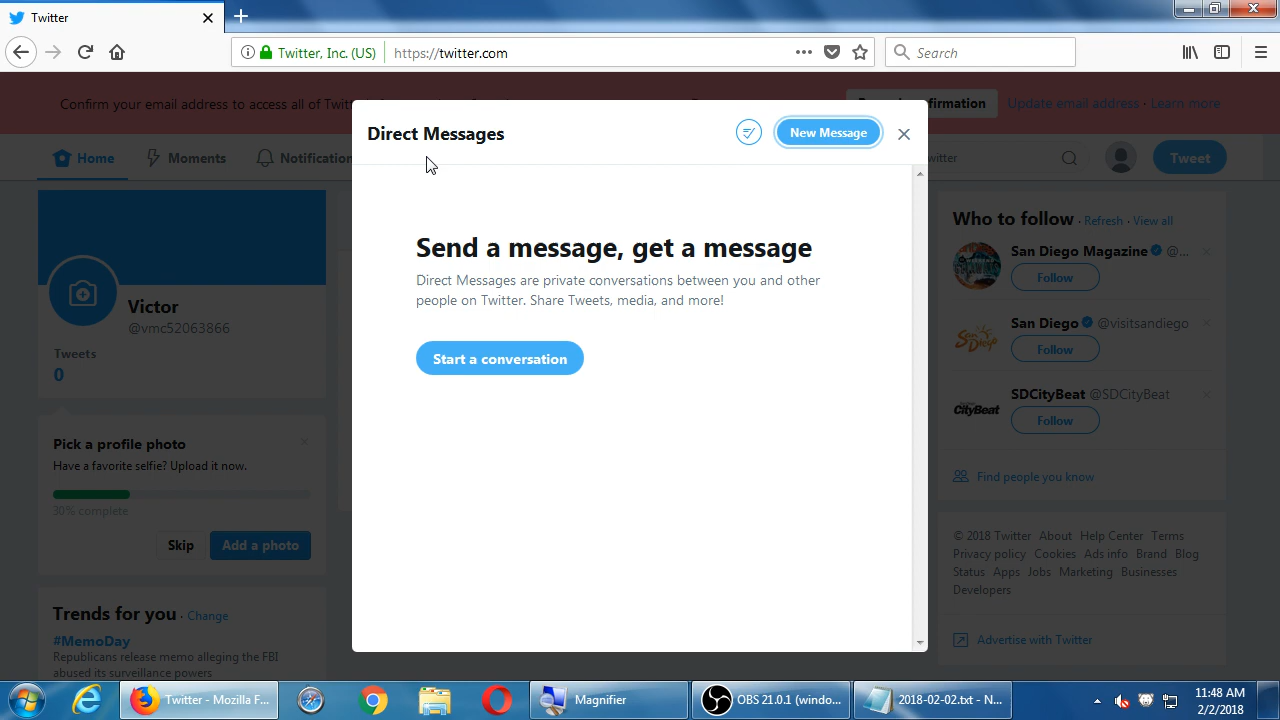 Twitter
Twitter, Inc. (US) https://twitter.com Search
Confirm your email address to access all of
Update email address · Learn more
Direct Messages New Message
Home Moments
Tweet
Send a message, get a message
Direct Messages are private conversations between you and other
people on Twitter. Share Tweets, media, and more!
Start a conversation
Victor
@vmc52063866
Tweets
0
Pick a profile photo
Have a favorite selfie? Upload it now.
30% complete
Skip Add a photo
Trends for you · Change
#MemoDay
Republicans release memo alleging the FBI
abused its surveillance powers
Who to follow · Refresh · View all
San Diego Magazine @...
Follow
San Diego @visitsandiego
Follow
SDCityBeat @SDCityBeat
Follow
CityBeat
Find people you know
© 2018 Twitter About Help Center Terms
Privacy policy Cookies Ads info Brand Blog
Status Apps Jobs Marketing Businesses
Developers
Advertise with Twitter
Twitter - Mozilla F...
Magnifier
OBS 21.0.1 (windo...
2018-02-02.txt - N...
11:48 AM
2/2/2018